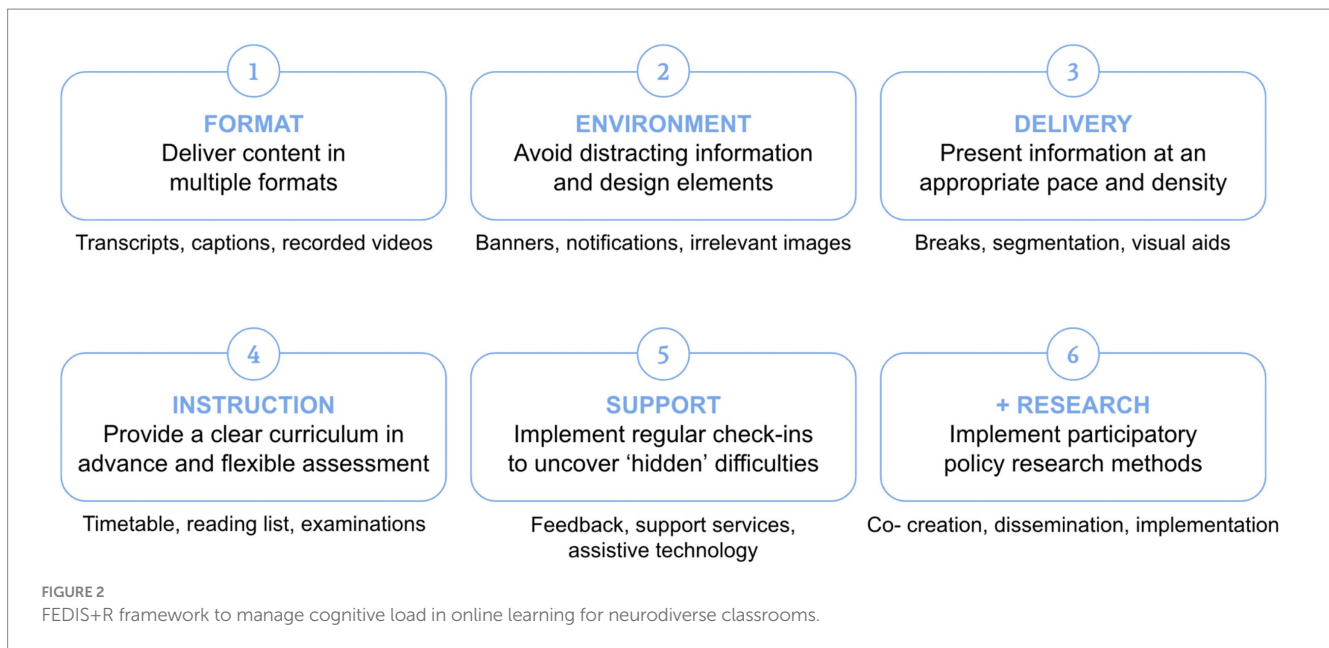 1
FORMAT
Deliver content in
multiple formats
Transcripts, captions, recorded videos
2
ENVIRONMENT
Avoid distracting information
and design elements
Banners, notifications, irrelevant images
3
DELIVERY
Present information at an
appropriate pace and density
Breaks, segmentation, visual aids
4
INSTRUCTION
Provide a clear curriculum in
advance and flexible assessment
Timetable, reading list, examinations
5
SUPPORT
Implement regular check-ins
to uncover ‘hidden’ difficulties
Feedback, support services,
assistive technology
6
+ RESEARCH
Implement participatory
policy research methods
Co- creation, dissemination, implementation
FIGURE 2
FEDIS+R framework to manage cognitive load in online learning for neurodiverse classrooms.